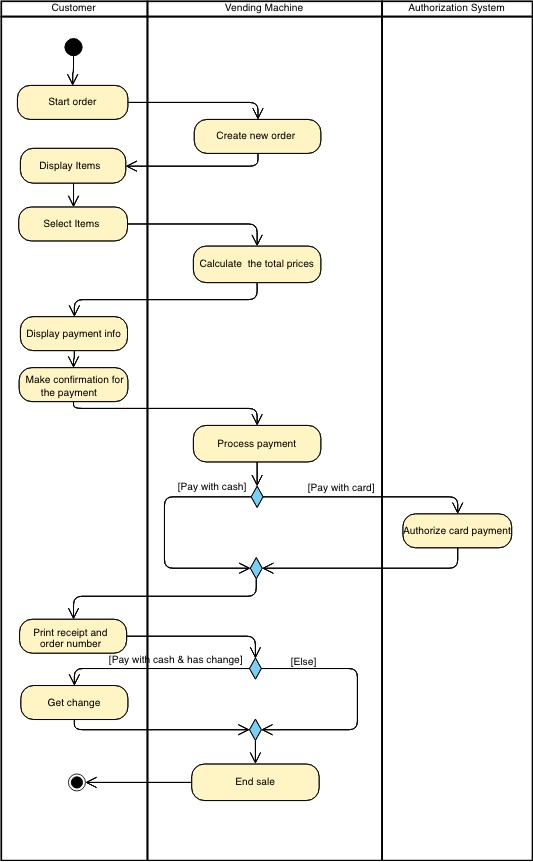 Customer
Vending Machine
Authorization System
Start order
Create new order
Display Items
Select Items
Calculate  the total prices
Display payment info
Make confirmation for
the payment
Process payment
[Pay with cash]
[Pay with card]
Authorize card payment
Print receipt and
order number
[Pay with cash & has change]
[Else]
Get change
End sale